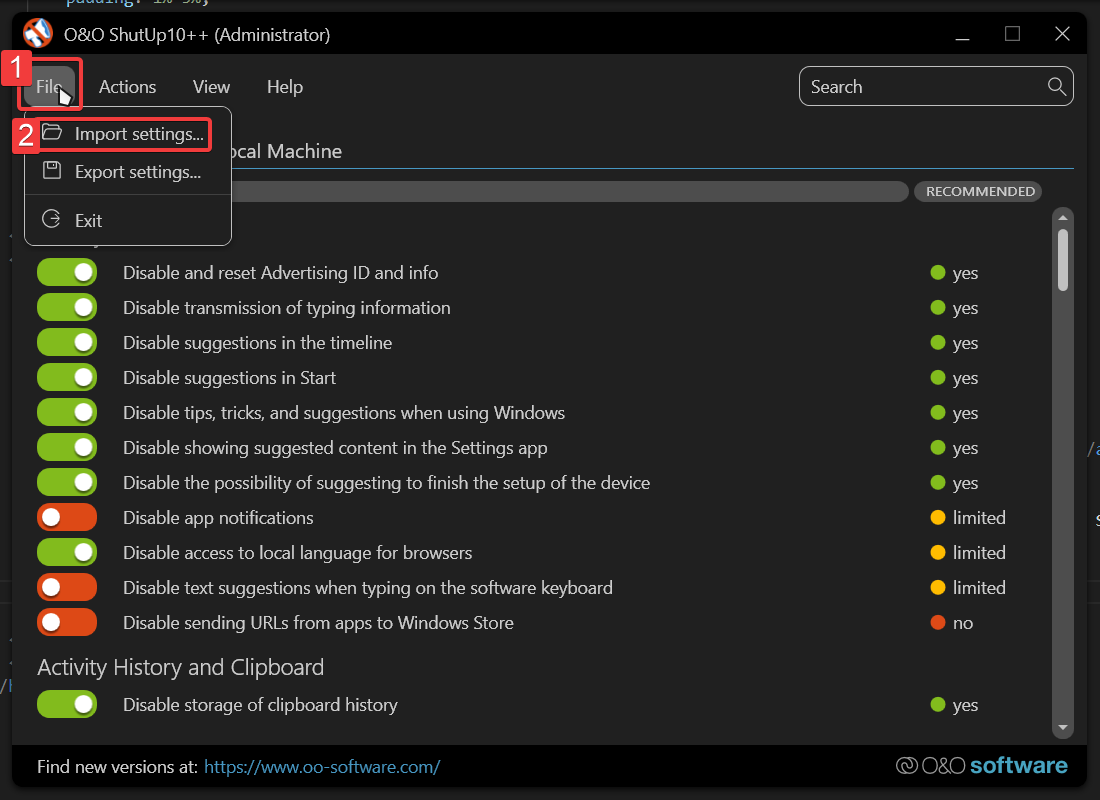 padding: 1% 5%;
O&O ShutUp10++ (Administrator)
1
File Actions View Help
Search
2
Import settings...
ocal Machine
Export settings...
RECOMMENDED
Exit
Disable and reset Advertising ID and info yes
Disable transmission of typing information yes
Disable suggestions in the timeline yes
Disable suggestions in Start yes
Disable tips, tricks, and suggestions when using Windows yes
Disable showing suggested content in the Settings app yes
Disable the possibility of suggesting to finish the setup of the device yes
Disable app notifications limited
Disable access to local language for browsers limited
Disable text suggestions when typing on the software keyboard limited
Disable sending URLs from apps to Windows Store no
Activity History and Clipboard
Disable storage of clipboard history yes
Find new versions at: https://www.oo-software.com/
O&O software